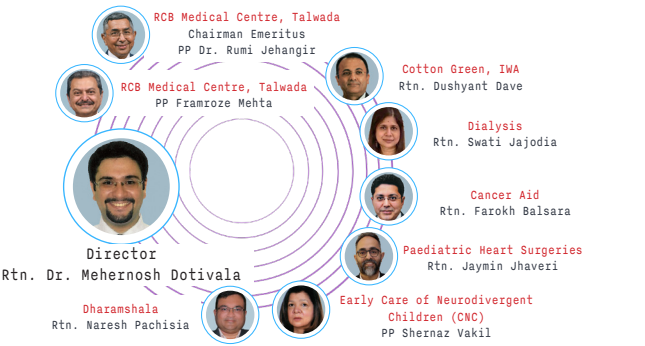 RCB Medical Centre, Talwada
Chairman Emeritus
PP Dr. Rumi Jehangir
RCB Medical Centre, Talwada
PP Framroze Mehta
Cotton Green, IWA
Rtn. Dushyant Dave
Dialysis
Rtn. Swati Jajodia
Cancer Aid
Rtn. Farokh Balsara
Director
Rtn. Dr. Mehernosh Dotivala
Paediatric Heart Surgeries
Rtn. Jaymin Jhaveri
Dharamshala
Rtn. Naresh Pachisia
Early Care of Neurodivergent
Children (CNC)
PP Shernaz Vakil